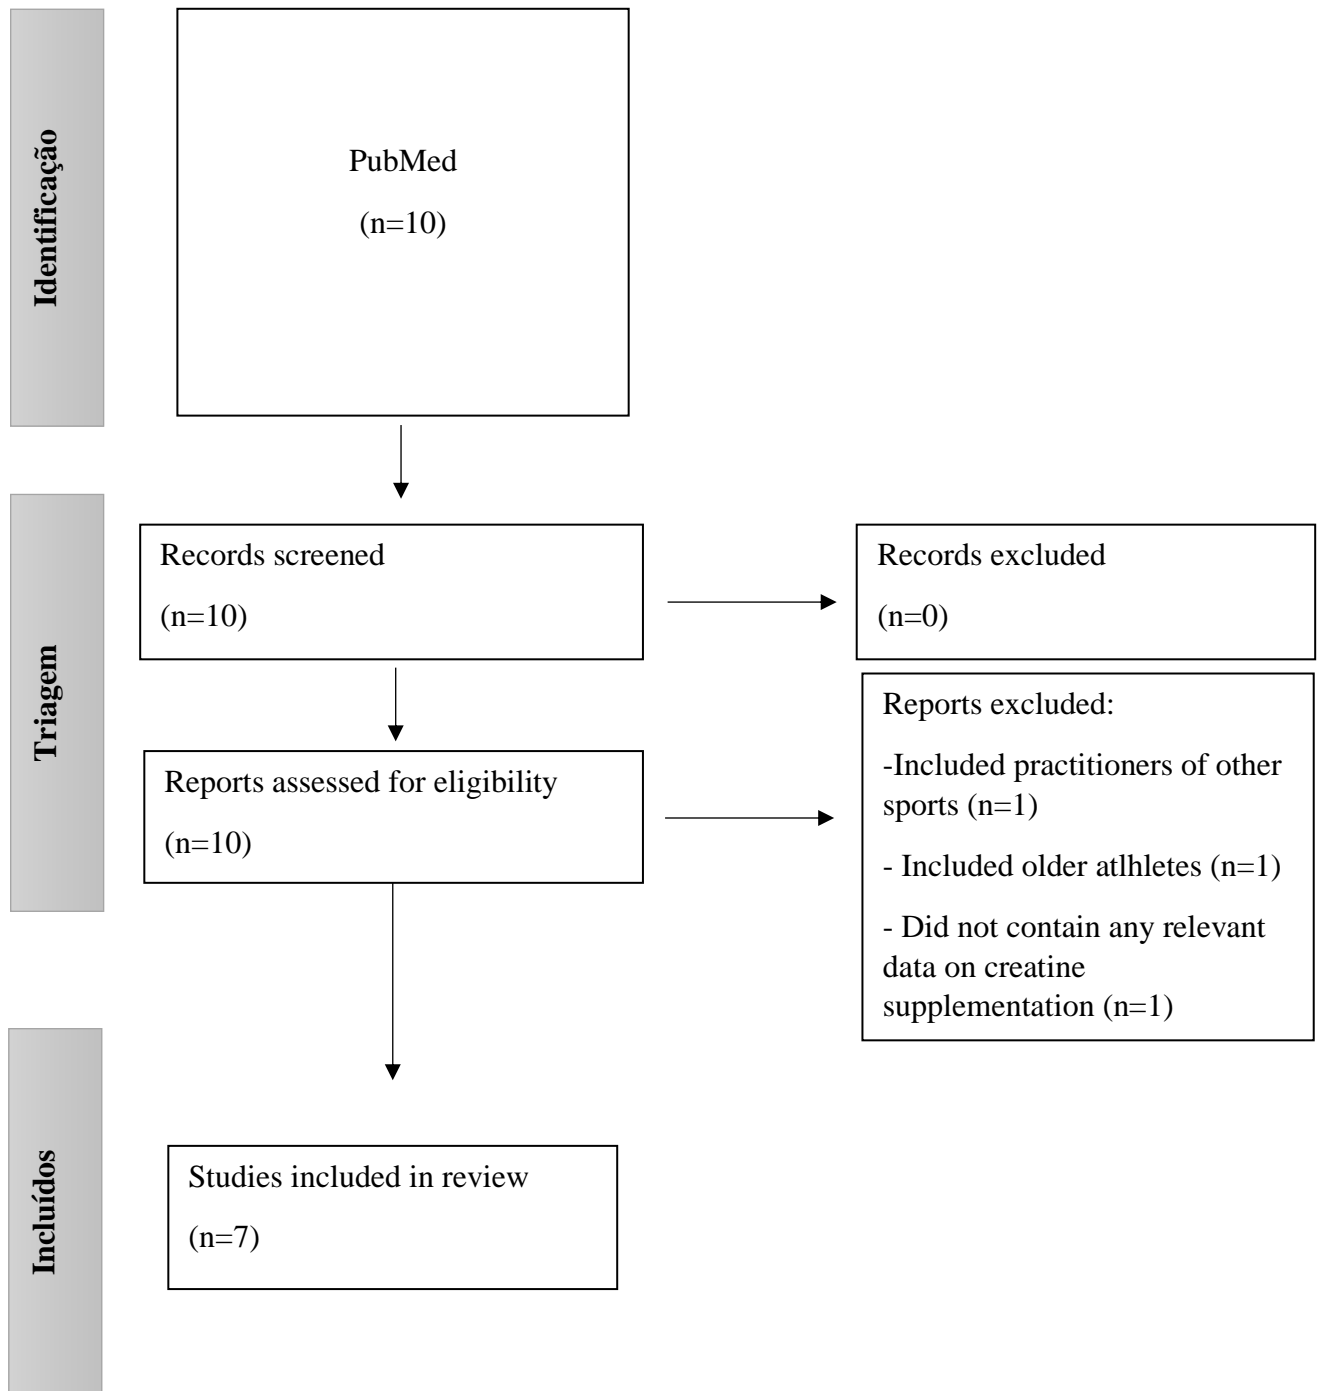 Identificação
PubMed
(n=10)
Triagem
Records screened
(n=10)
Records excluded
(n=0)
Reports assessed for eligibility
(n=10)
Reports excluded:
-Included practitioners of other
sports (n=1)
- Included older atlhletes (n=1)
- Did not contain any relevant
data on creatine
supplementation (n=1)
Incluídos
Studies included in review
(n=7)